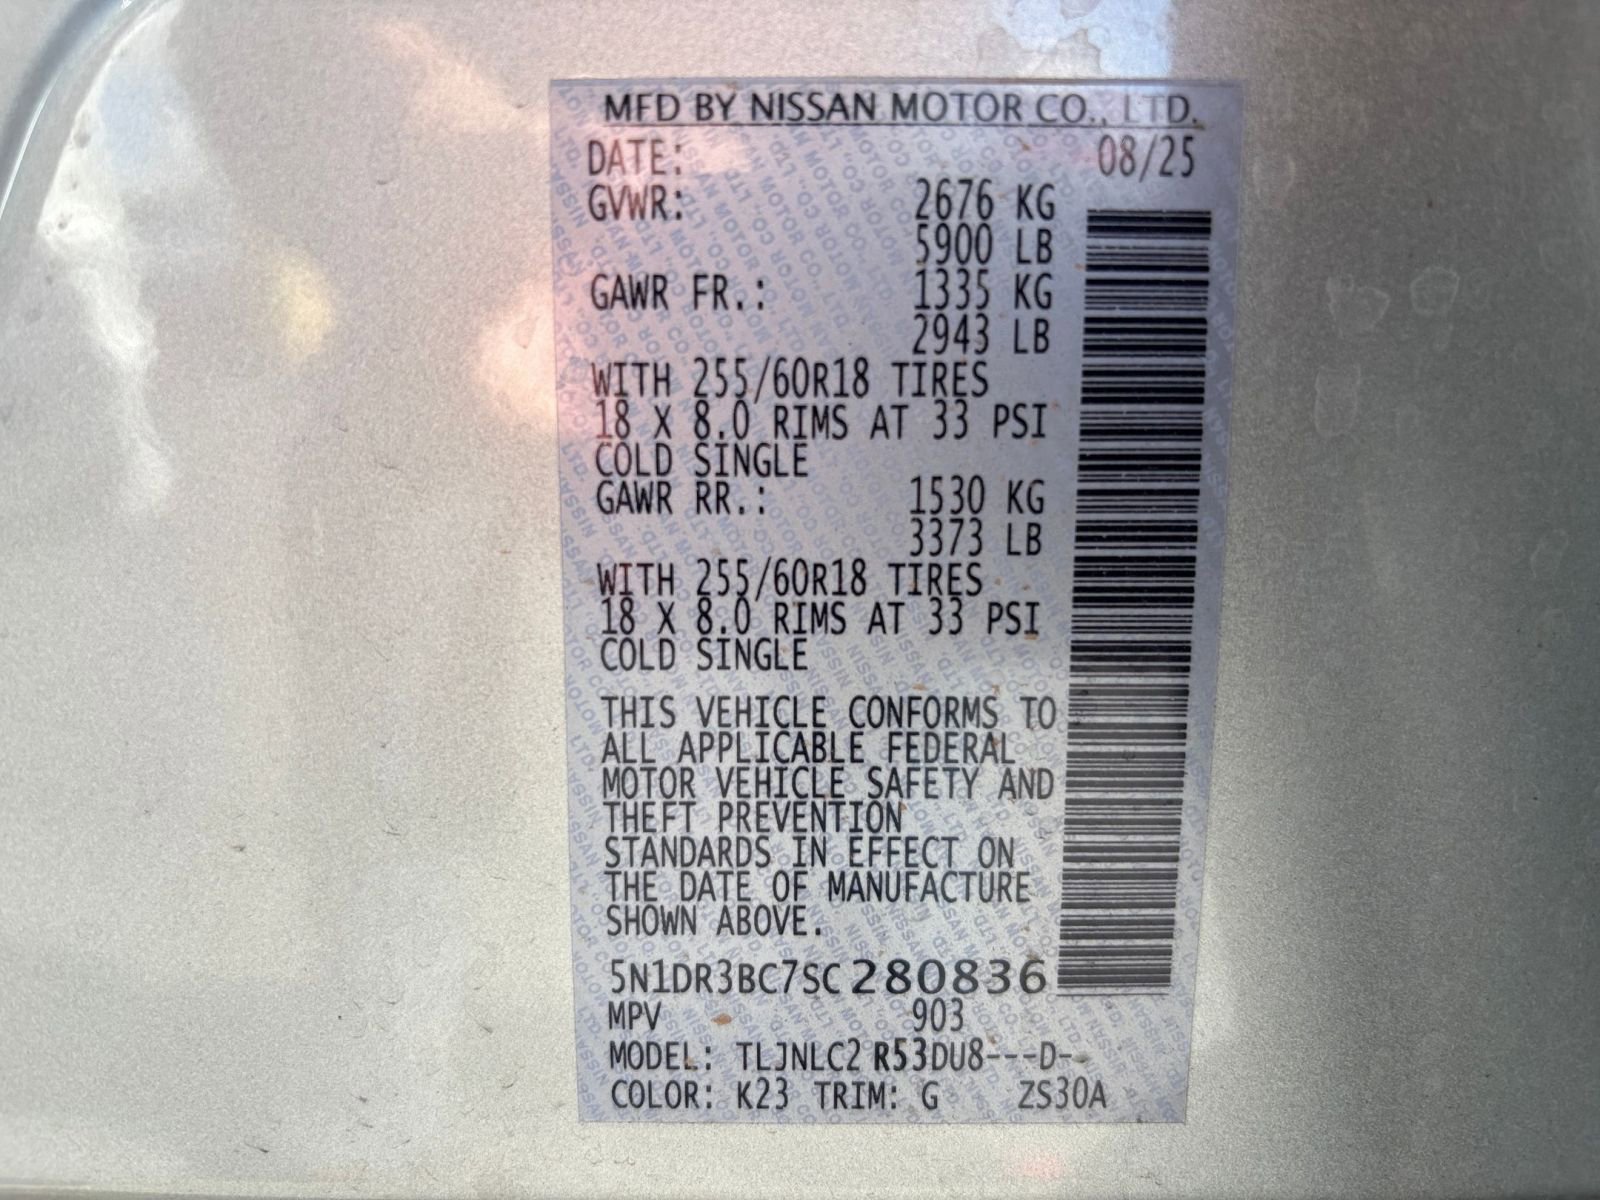 MFD BY NISSAN MOTOR CO., LTD.
DATE: 08/25
GVWR: 2676 KG
5900 LB
GAWR FR.: 1335 KG
2943 LB
WITH 255/60R18 TIRES
18 X 8.0 RIMS AT 33 PSI
COLD SINGLE
GAWR RR.: 1530 KG
3373 LB
WITH 255/60R18 TIRES
18 X 8.0 RIMS AT 33 PSI
COLD SINGLE
THIS VEHICLE CONFORMS TO
ALL APPLICABLE FEDERAL
MOTOR VEHICLE SAFETY AND
THEFT PREVENTION
STANDARDS IN EFFECT ON
THE DATE OF MANUFACTURE
SHOWN ABOVE.
5N1DR3BC7SC280836
MPV 903
MODEL: TLJNLC2 R53DU8---D-
COLOR: K23 TRIM: G ZS30A